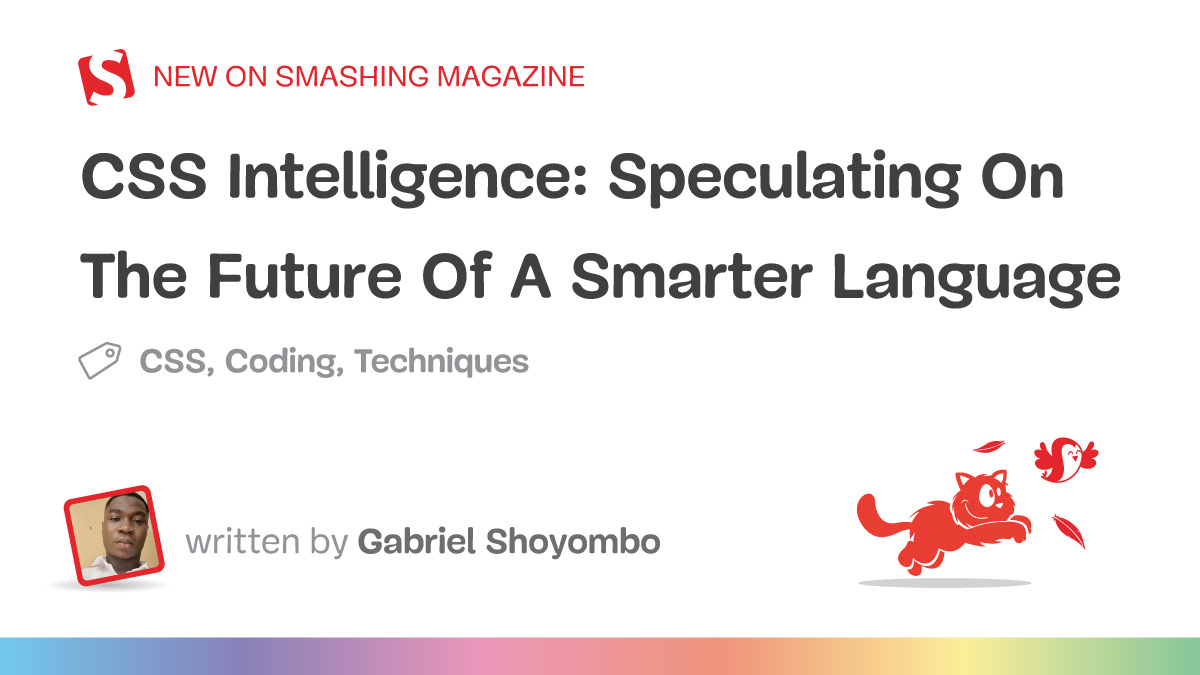 NEW ON SMASHING MAGAZINE
CSS Intelligence: Speculating On
The Future Of A Smarter Language
CSS, Coding, Techniques
written by Gabriel Shoyombo